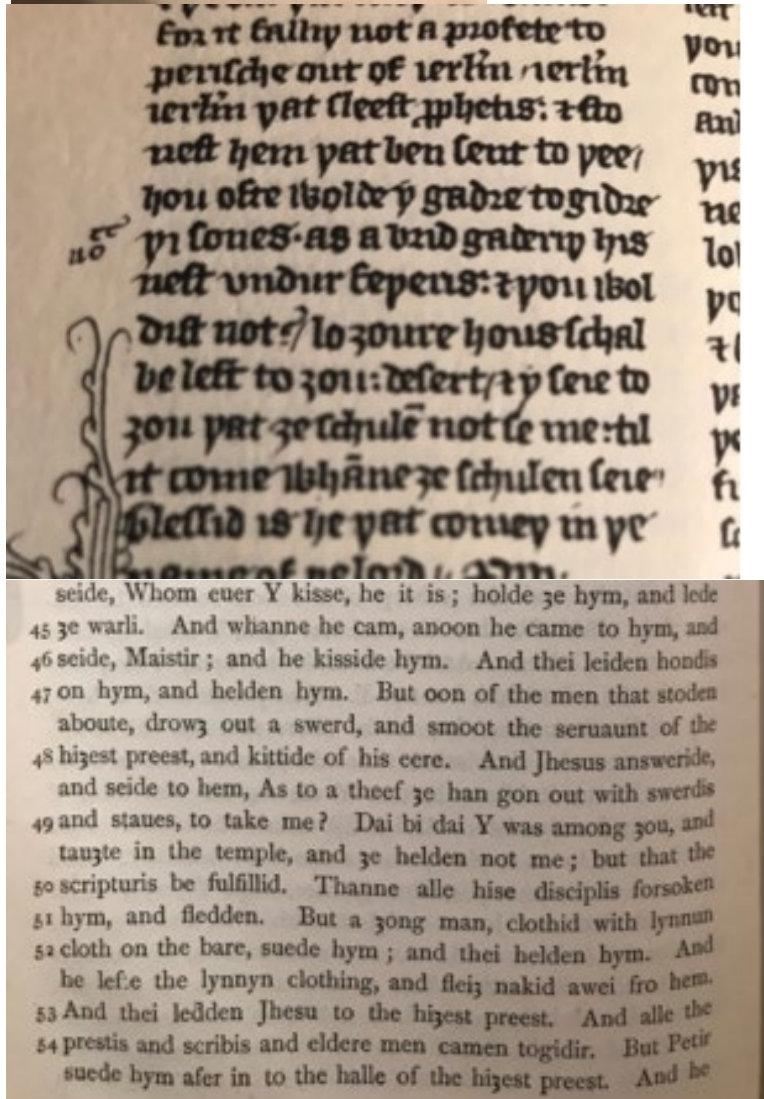 for it falliþ not a profete to
perische out of ierlm̄ / ierlm̄
ierlm̄ þat sleest ꝓphetis: ⁊ sto
nest hem þat ben sent to þee /
hou ofte wolde ẏ gadre togidre
þi sones · as a brid gaderiþ his
nest vndur feþeris: ⁊ þou wol
dist not? / lo ȝoure hous schal
be left to ȝou: desert / ⁊ ẏ seie to
ȝou þat ȝe schulē not se me: til
it come whāne ȝe schulen seie
blessid is he þat comeþ in þe
name of þe lord
seide, Whom euer Y kisse, he it is; holde ȝe hym, and lede
45 ȝe warli. And whanne he cam, anoon he came to hym, and
46 seide, Maistir; and he kisside hym. And thei leiden hondis
47 on hym, and helden hym. But oon of the men that stoden
aboute, drowȝ out a swerd, and smoot the seruaunt of the
48 hiȝest preest, and kittide of his eere. And Jhesus answeride,
and seide to hem, As to a theef ȝe han gon out with swerdis
49 and staues, to take me? Dai bi dai Y was among ȝou, and
tauȝte in the temple, and ȝe helden not me; but that the
50 scripturis be fulfillid. Thanne alle hise disciplis forsoken
51 hym, and fledden. But a ȝong man, clothid with lynnun
52 cloth on the bare, suede hym; and thei helden hym. And
he lefte the lynnyn clothing, and fleiȝ nakid awei fro hem.
53 And thei ledden Jhesu to the hiȝest preest. And alle the
54 prestis and scribis and eldere men camen togidir. But Petir
suede hym afer in to the halle of the hiȝest preest. And he